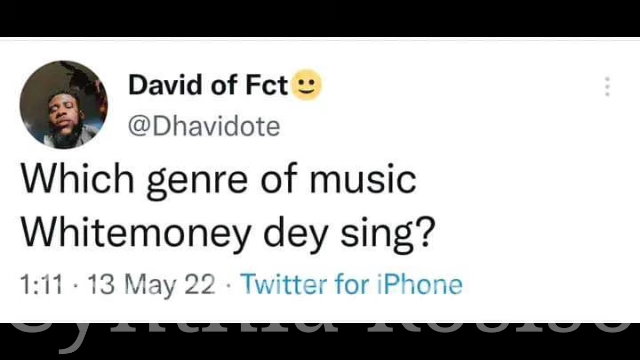 David of Fct🙂
@Dhavidote
Which genre of music
Whitemoney dey sing?
1:11 · 13 May 22 · Twitter for iPhone